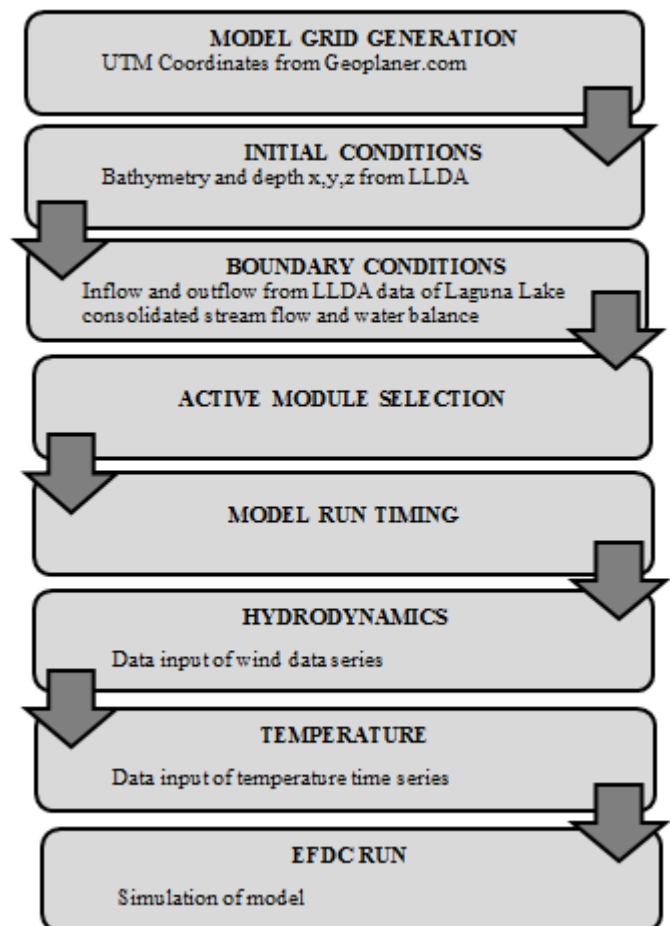 MODEL GRID GENERATION
UTM Coordinates from Geoplaner.com
INITIAL CONDITIONS
Bathymetry and depth x,y,z from LLDA
BOUNDARY CONDITIONS
Inflow and outflow from LLDA data of Laguna Lake
consolidated stream flow and water balance
ACTIVE MODULE SELECTION
MODEL RUN TIMING
HYDRODYNAMICS
Data input of wind data series
TEMPERATURE
Data input of temperature time series
EFDC RUN
Simulation of model